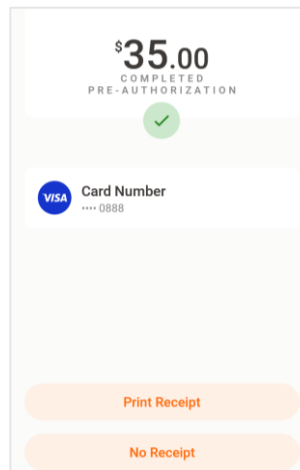 $35.00
COMPLETED
PRE-AUTHORIZATION
VISA
Card Number
•••• 0888
Print Receipt
No Receipt